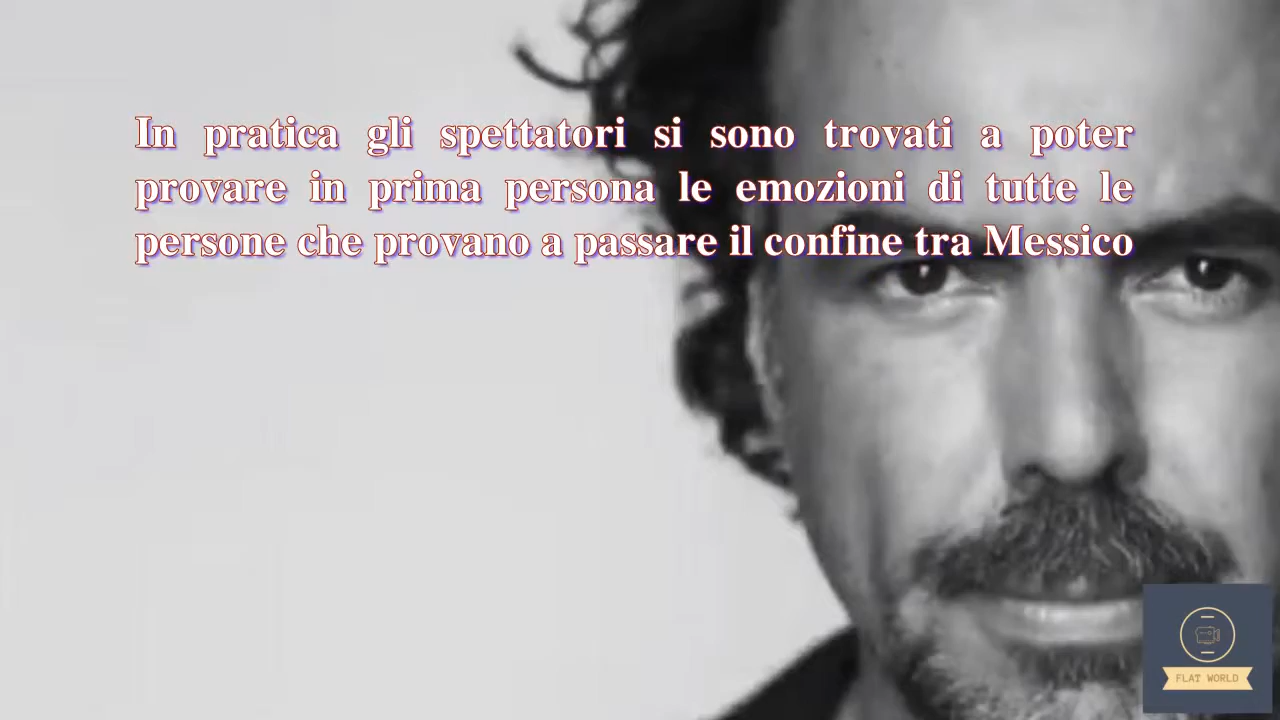 In pratica gli spettatori si sono trovati a poter
provare in prima persona le emozioni di tutte le
persone che provano a passare il confine tra Messico
FLAT WORLD